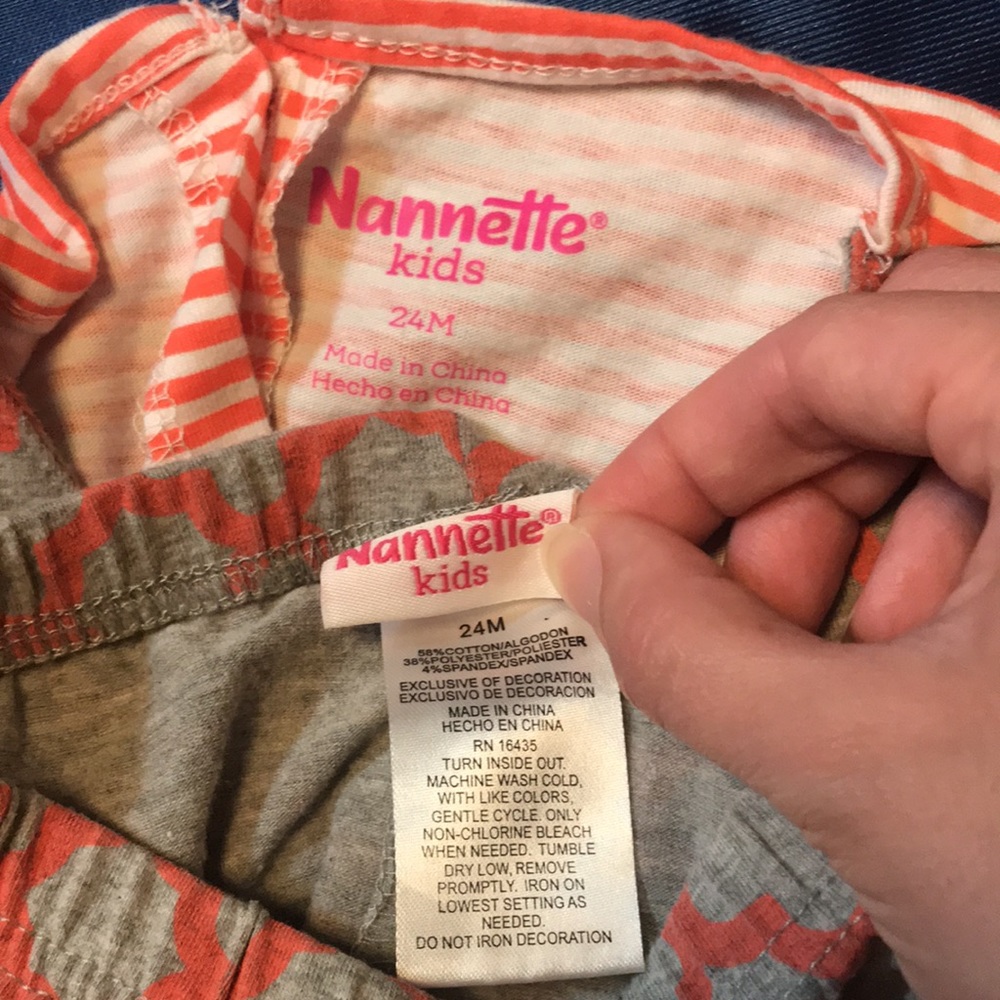 Nannette®
kids
24M
Made in China
Hecho en China
Nannette®
kids
24M
58%COTTON/ALGODON
38%POLYESTER/POLIESTER
4%SPANDEX/SPANDEX
EXCLUSIVE OF DECORATION
EXCLUSIVO DE DECORACION
MADE IN CHINA
HECHO EN CHINA
RN 16435
TURN INSIDE OUT.
MACHINE WASH COLD,
WITH LIKE COLORS,
GENTLE CYCLE. ONLY
NON-CHLORINE BLEACH
WHEN NEEDED. TUMBLE
DRY LOW, REMOVE
PROMPTLY. IRON ON
LOWEST SETTING AS
NEEDED.
DO NOT IRON DECORATION